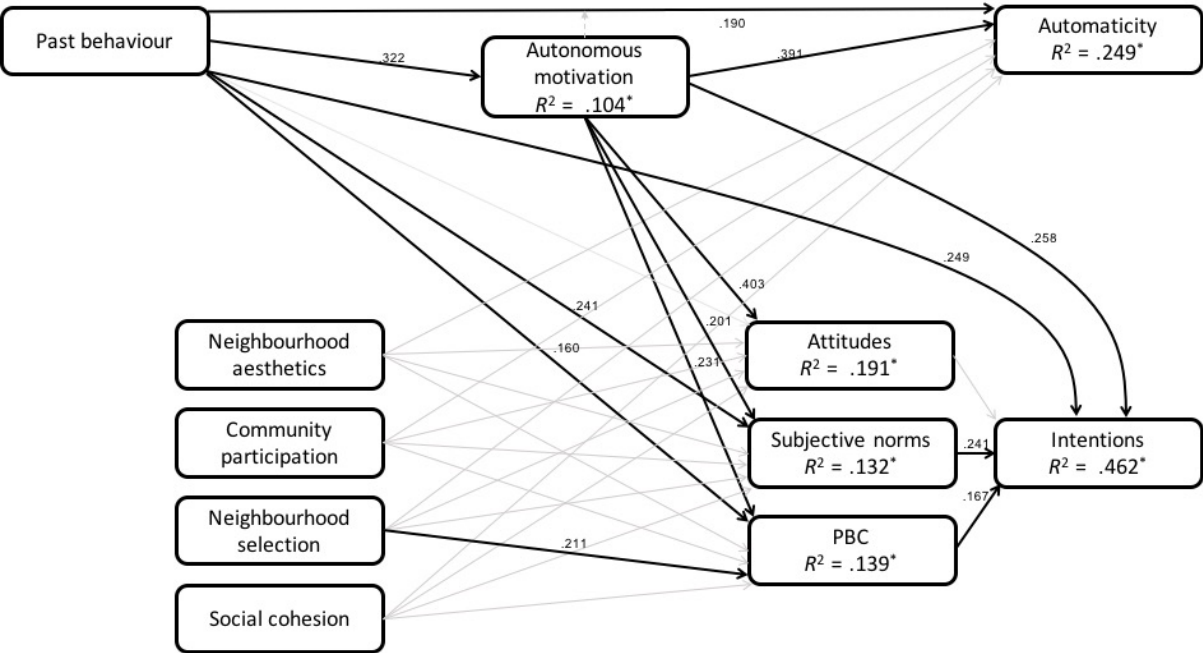 Past behaviour
.190
Automaticity
R² = .249*
.322
Autonomous
motivation
R² = .104*
.391
.258
.249
.403
.241
.201
.160
.231
Neighbourhood
aesthetics
Attitudes
R² = .191*
Community
participation
Subjective norms
R² = .132*
.241
Intentions
R² = .462*
.167
Neighbourhood
selection
.211
PBC
R² = .139*
Social cohesion